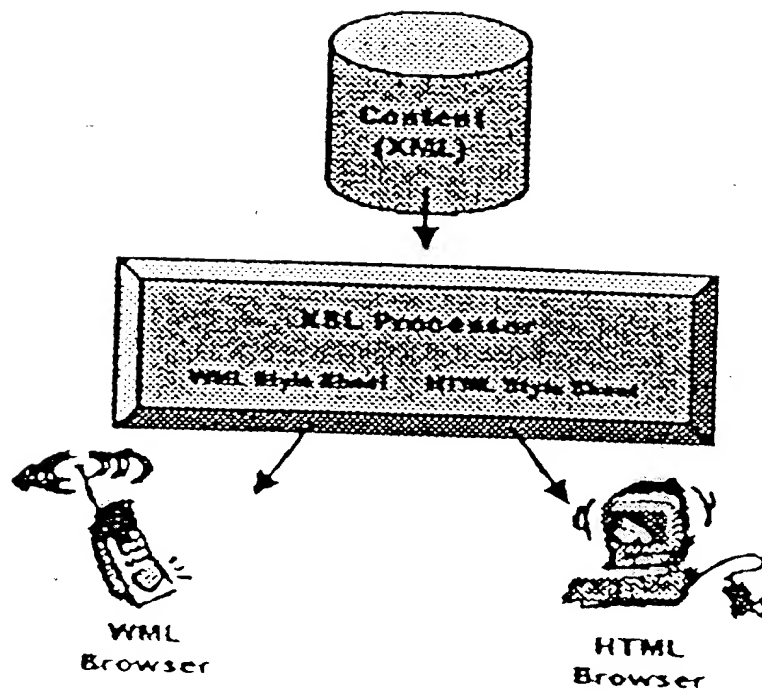 Content
(XML)
XSL Processor
WML Style Sheet HTML Style Sheet
WML
Browser
HTML
Browser